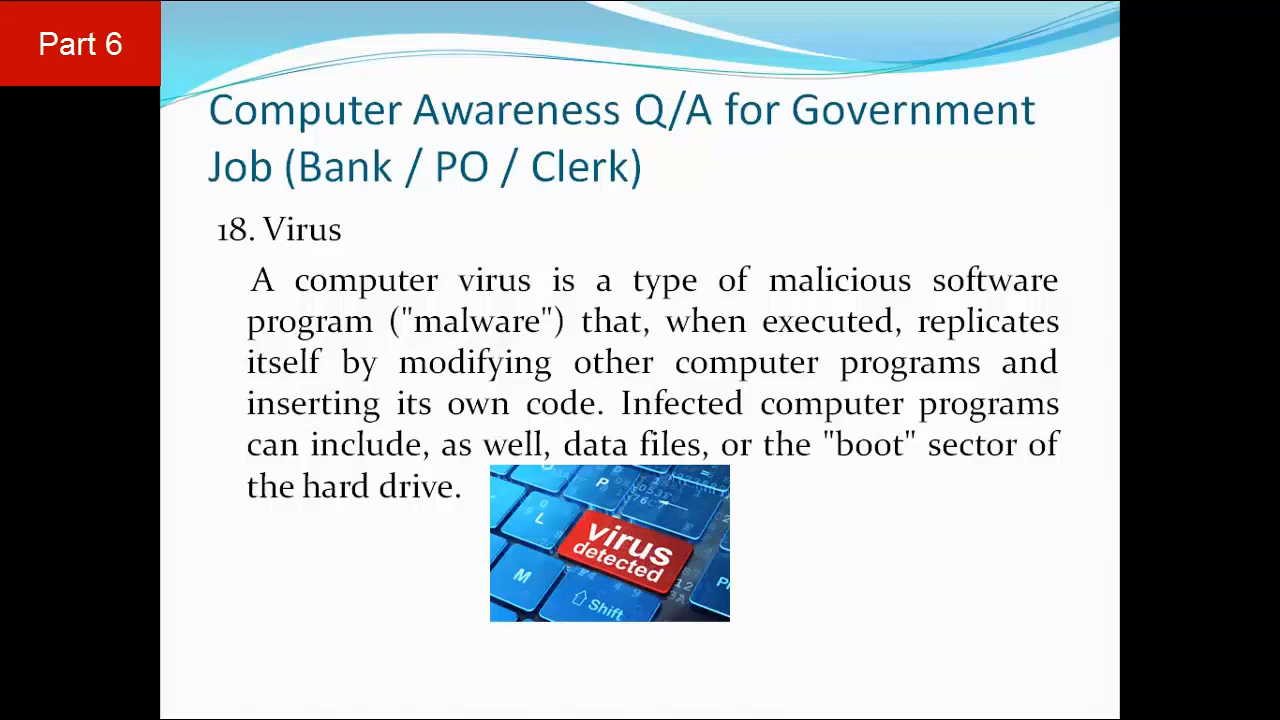 Part 6
Computer Awareness Q/A for Government
Job (Bank / PO / Clerk)
18. Virus
A computer virus is a type of malicious software
program ("malware") that, when executed, replicates
itself by modifying other computer programs and
inserting its own code. Infected computer programs
can include, as well, data files, or the "boot" sector of
the hard drive.
P
L
virus
detected
M
Shift